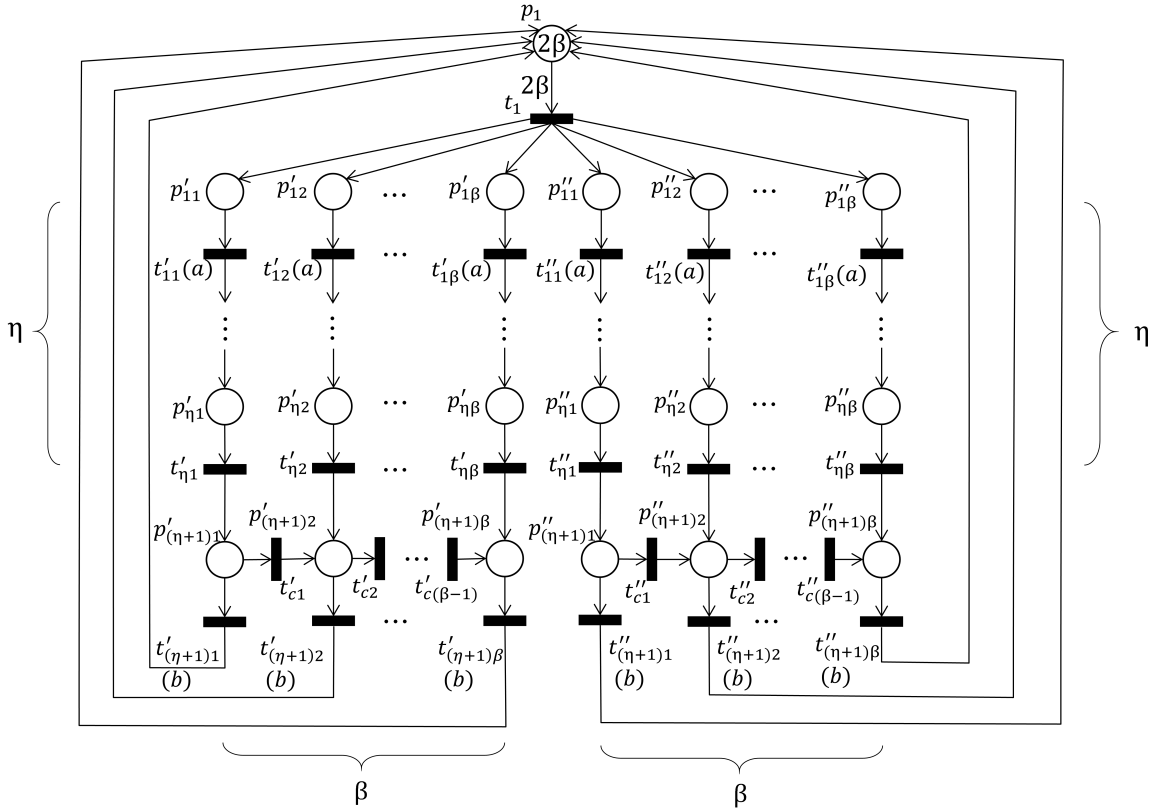 p₁
2β
2β
t₁
p′₁₁ p′₁₂ ... p′₁β p″₁₁ p″₁₂ ... p″₁β
t′₁₁(a) t′₁₂(a) ... t′₁β(a) t″₁₁(a) t″₁₂(a) ... t″₁β(a)
η η
p′η₁ p′η₂ ... p′ηβ p″η₁ p″η₂ ... p″ηβ
t′η₁ t′η₂ ... t′ηβ t″η₁ t″η₂ ... t″ηβ
p′₍η₊₁₎₁ p′₍η₊₁₎₂ p′₍η₊₁₎β p″₍η₊₁₎₁ p″₍η₊₁₎₂ p″₍η₊₁₎β
... ...
t′c₁ t′c₂ t′c(β−1) t″c₁ t″c₂ t″c(β−1)
... ...
t′₍η₊₁₎₁ t′₍η₊₁₎₂ t′₍η₊₁₎β t″₍η₊₁₎₁ t″₍η₊₁₎₂ t″₍η₊₁₎β
(b) (b) (b) (b) (b) (b)
β β